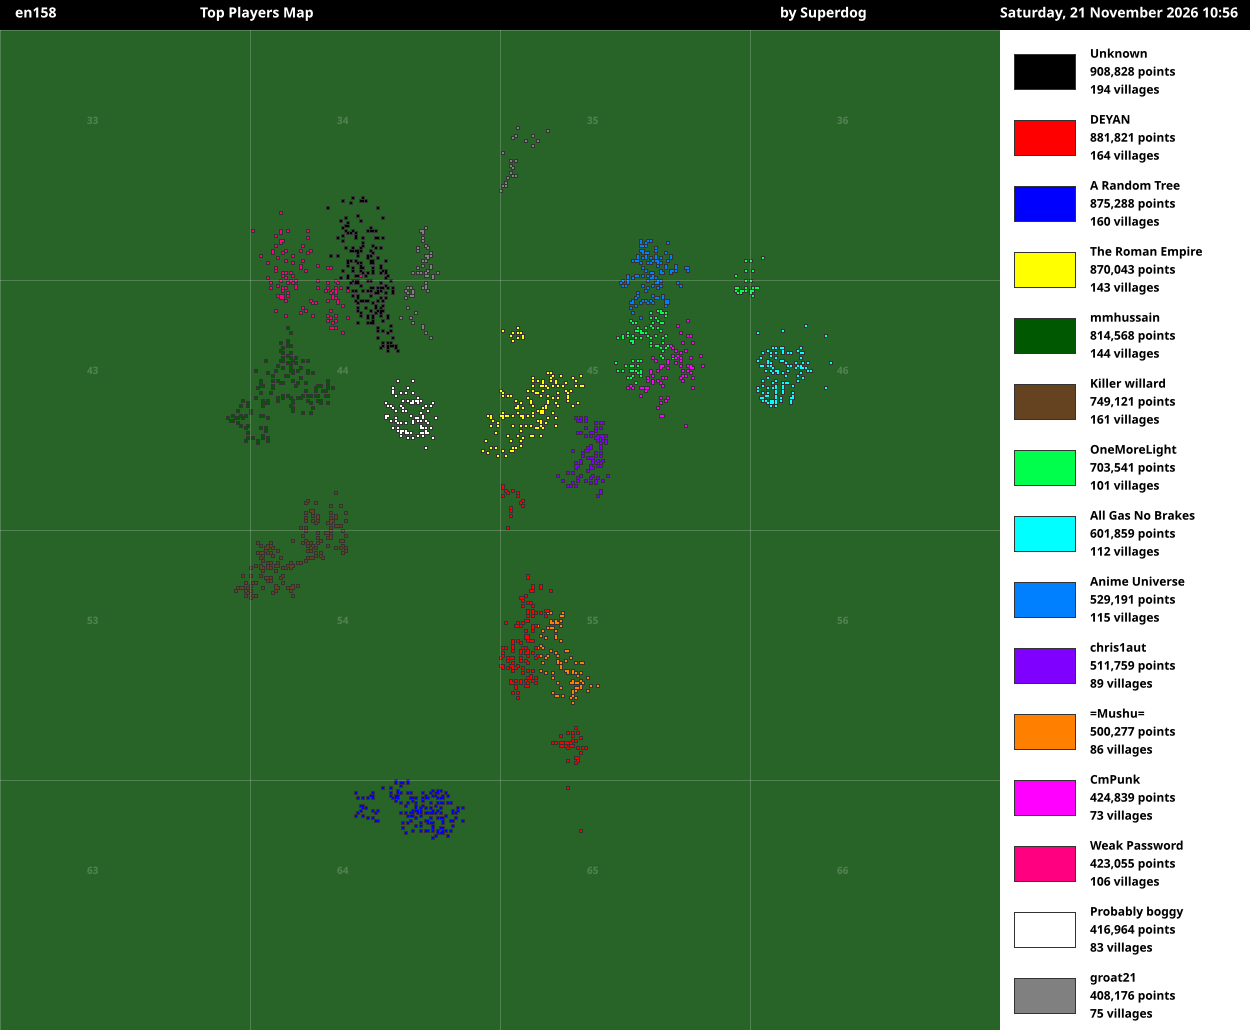 en158 Top Players Map by Superdog Saturday, 21 November 2026 10:56
Unknown
908,828 points
194 villages
DEYAN
881,821 points
164 villages
A Random Tree
875,288 points
160 villages
The Roman Empire
870,043 points
143 villages
mmhussain
814,568 points
144 villages
Killer willard
749,121 points
161 villages
OneMoreLight
703,541 points
101 villages
All Gas No Brakes
601,859 points
112 villages
Anime Universe
529,191 points
115 villages
chris1aut
511,759 points
89 villages
=Mushu=
500,277 points
86 villages
CmPunk
424,839 points
73 villages
Weak Password
423,055 points
106 villages
Probably boggy
416,964 points
83 villages
groat21
408,176 points
75 villages
33 34 35 36
43 44 45 46
53 54 55 56
63 64 65 66